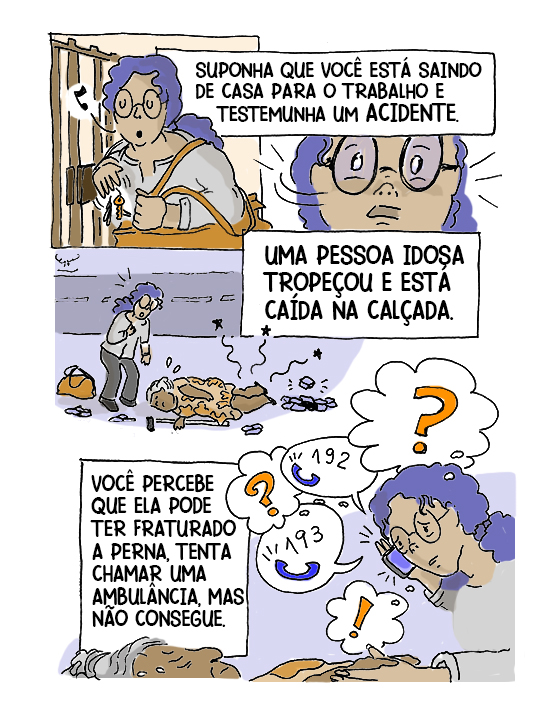 SUPONHA QUE VOCÊ ESTÁ SAINDO
DE CASA PARA O TRABALHO E
TESTEMUNHA UM ACIDENTE.
UMA PESSOA IDOSA
TROPEÇOU E ESTÁ
CAÍDA NA CALÇADA.
?
192
?
193
!
VOCÊ PERCEBE
QUE ELA PODE
TER FRATURADO
A PERNA, TENTA
CHAMAR UMA
AMBULÂNCIA, MAS
NÃO CONSEGUE.